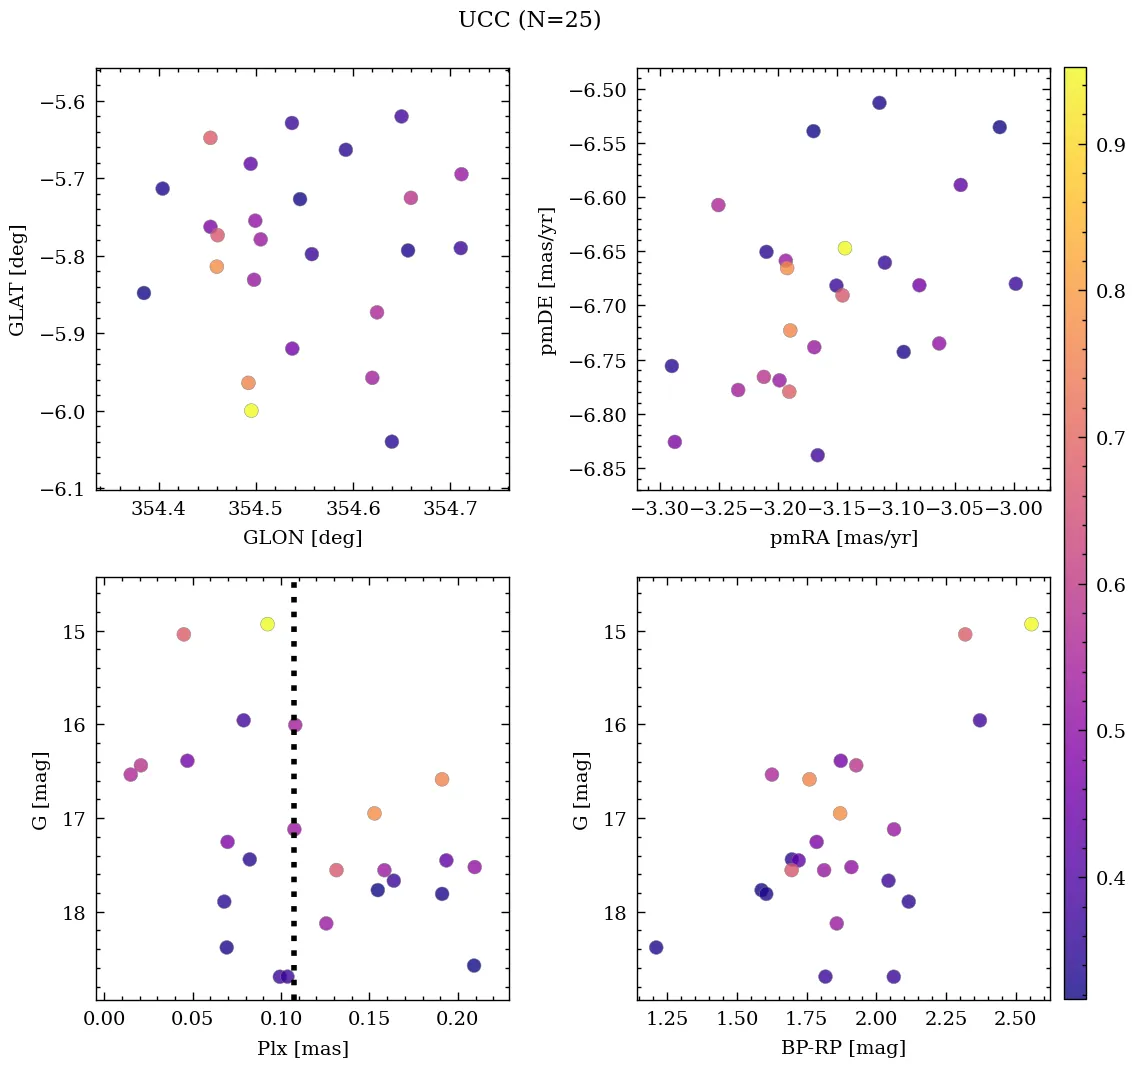 UCC (N=25)
−5.6
−5.7
−5.8
−5.9
−6.0
−6.1
GLAT [deg]
354.4 354.5 354.6 354.7
GLON [deg]
−6.50
−6.55
−6.60
−6.65
−6.70
−6.75
−6.80
−6.85
pmDE [mas/yr]
−3.30 −3.25 −3.20 −3.15 −3.10 −3.05 −3.00
pmRA [mas/yr]
15
16
17
18
G [mag]
0.00 0.05 0.10 0.15 0.20
Plx [mas]
15
16
17
18
G [mag]
1.25 1.50 1.75 2.00 2.25 2.50
BP-RP [mag]
0.9
0.8
0.7
0.6
0.5
0.4